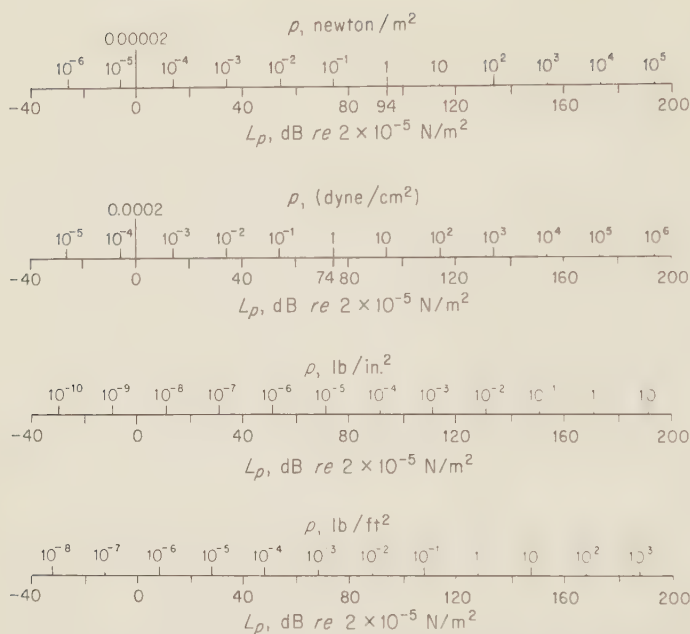 p, newton/m²
0.00002
10⁻⁶ 10⁻⁵ 10⁻⁴ 10⁻³ 10⁻² 10⁻¹ 1 10 10² 10³ 10⁴ 10⁵
-40 0 40 80 94 120 160 200
Lₚ, dB re 2 × 10⁻⁵ N/m²
p, (dyne/cm²)
0.0002
10⁻⁵ 10⁻⁴ 10⁻³ 10⁻² 10⁻¹ 1 10 10² 10³ 10⁴ 10⁵ 10⁶
-40 0 40 74 80 120 160 200
Lₚ, dB re 2 × 10⁻⁵ N/m²
p, lb/in.²
10⁻¹⁰ 10⁻⁹ 10⁻⁸ 10⁻⁷ 10⁻⁶ 10⁻⁵ 10⁻⁴ 10⁻³ 10⁻² 10⁻¹ 1 10
-40 0 40 80 120 160 200
Lₚ, dB re 2 × 10⁻⁵ N/m²
p, lb/ft²
10⁻⁸ 10⁻⁷ 10⁻⁶ 10⁻⁵ 10⁻⁴ 10⁻³ 10⁻² 10⁻¹ 1 10 10² 10³
-40 0 40 80 120 160 200
Lₚ, dB re 2 × 10⁻⁵ N/m²